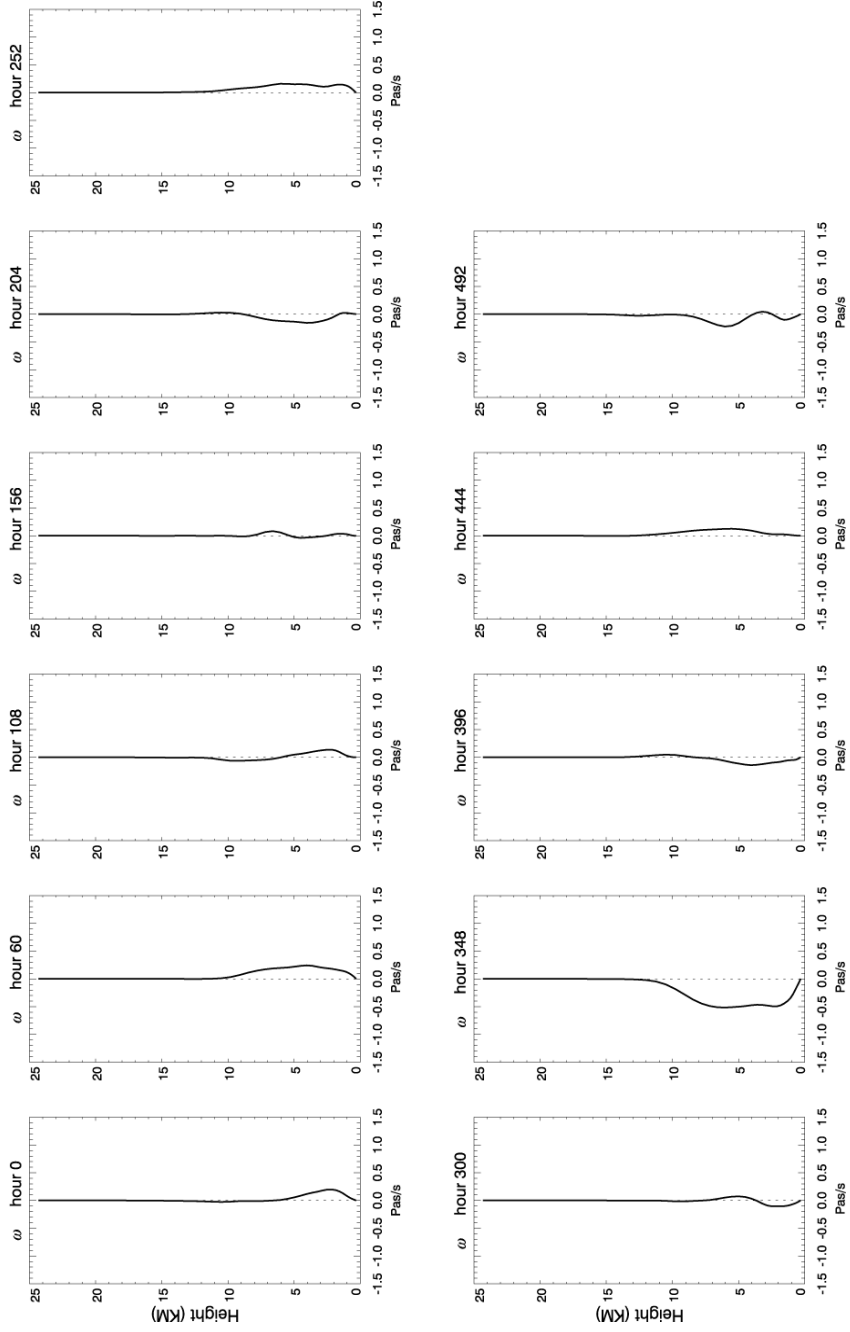 ω hour 0
ω hour 60
ω hour 108
ω hour 156
ω hour 204
ω hour 252
Height (KM)
25 25 25 25 25 25
20 20 20 20 20 20
15 15 15 15 15 15
10 10 10 10 10 10
5 5 5 5 5 5
0 0 0 0 0 0
-1.5 -1.0 -0.5 0.0 0.5 1.0 1.5
-1.5 -1.0 -0.5 0.0 0.5 1.0 1.5
-1.5 -1.0 -0.5 0.0 0.5 1.0 1.5
-1.5 -1.0 -0.5 0.0 0.5 1.0 1.5
-1.5 -1.0 -0.5 0.0 0.5 1.0 1.5
-1.5 -1.0 -0.5 0.0 0.5 1.0 1.5
Pas/s Pas/s Pas/s Pas/s Pas/s Pas/s
ω hour 300
ω hour 348
ω hour 396
ω hour 444
ω hour 492
Height (KM)
25 25 25 25 25
20 20 20 20 20
15 15 15 15 15
10 10 10 10 10
5 5 5 5 5
0 0 0 0 0
-1.5 -1.0 -0.5 0.0 0.5 1.0 1.5
-1.5 -1.0 -0.5 0.0 0.5 1.0 1.5
-1.5 -1.0 -0.5 0.0 0.5 1.0 1.5
-1.5 -1.0 -0.5 0.0 0.5 1.0 1.5
-1.5 -1.0 -0.5 0.0 0.5 1.0 1.5
Pas/s Pas/s Pas/s Pas/s Pas/s